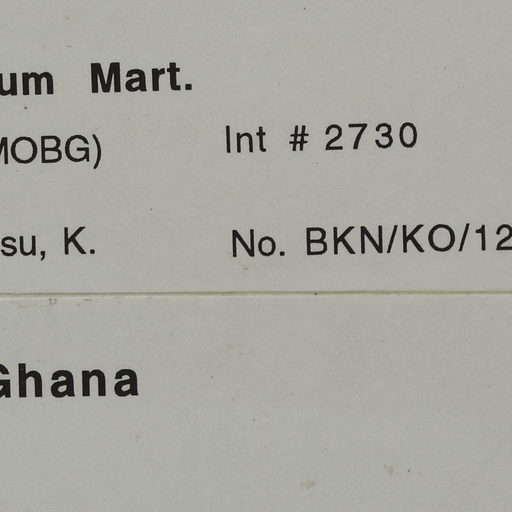 um Mart.
MOBG) Int # 2730
su, K. No. BKN/KO/12
Ghana